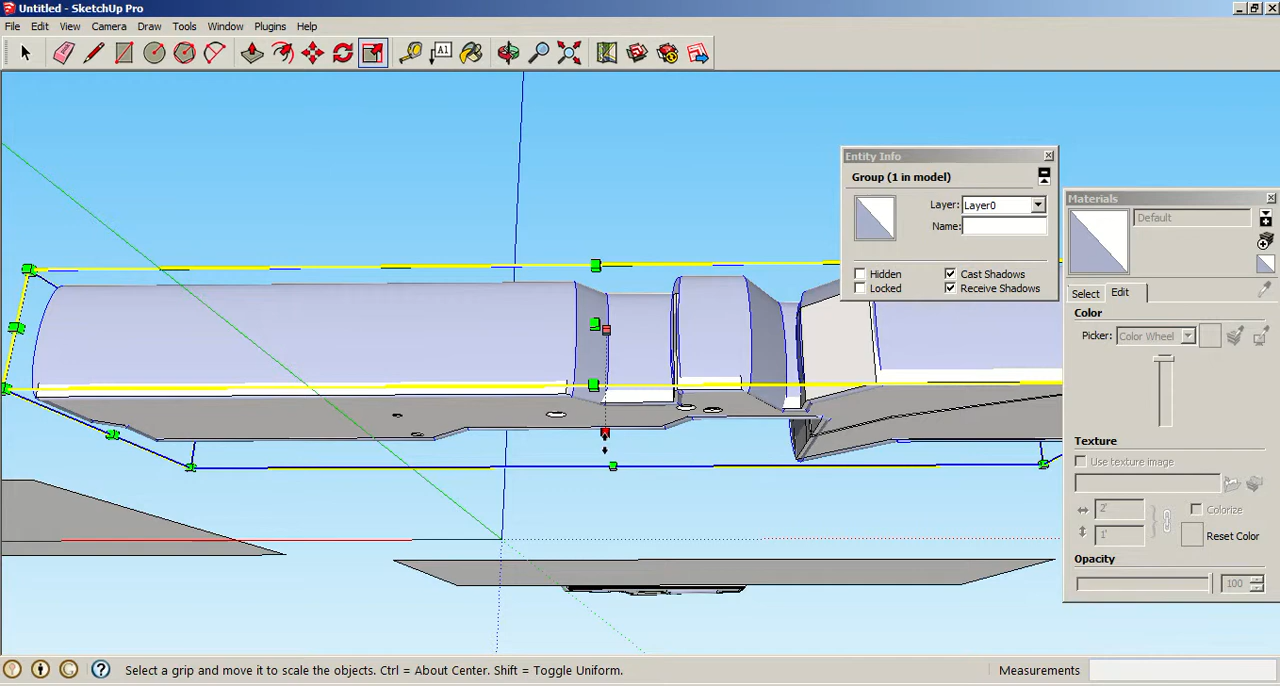 Untitled - SketchUp Pro
File Edit View Camera Draw Tools Window Plugins Help
A1
Entity Info
Group (1 in model)
Layer: Layer0
Name:
Hidden Cast Shadows
Locked Receive Shadows
Materials
Default
Select Edit
Color
Picker: Color Wheel
Texture
Use texture image
2' Colorize
1' Reset Color
Opacity
100
Select a grip and move it to scale the objects. Ctrl = About Center. Shift = Toggle Uniform. Measurements